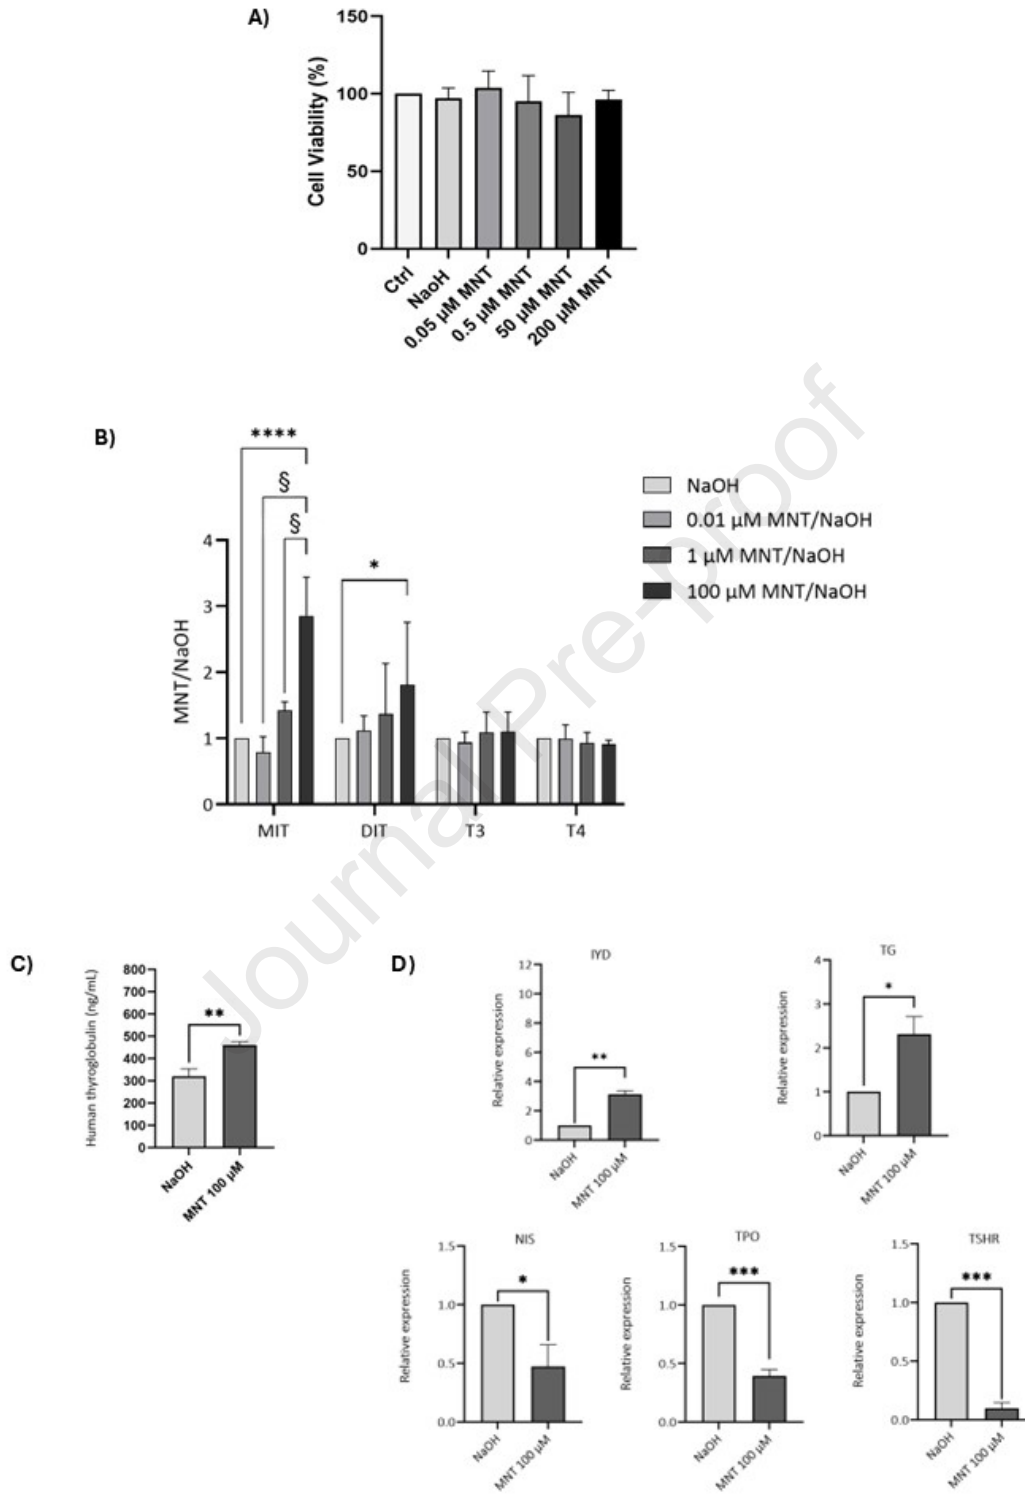 A)
Cell Viability (%)
150
100
50
0
Ctrl
NaoH
0.05 µM MNT
0.5 µM MNT
50 µM MNT
200 µM MNT
B)
****
§
§
*
MNT/NaOH
4
3
2
1
0
MIT
DIT
T3
T4
NaOH
0.01 µM MNT/NaOH
1 µM MNT/NaOH
100 µM MNT/NaOH
Journal Pre-proof
C)
Human thyroglobulin (ng/mL)
800
700
600
500
400
300
200
100
0
**
NaOH
MNT 100 µM
D)
IYD
Relative expression
12
10
8
6
4
2
0
**
NaOH
MNT 100 µM
TG
Relative expression
4
3
2
1
0
*
NaOH
MNT 100 µM
NIS
Relative expression
1.5
1.0
0.5
0.0
*
NaOH
MNT 100 µM
TPO
Relative expression
1.5
1.0
0.5
0.0
***
NaOH
MNT 100 µM
TSHR
Relative expression
1.5
1.0
0.5
0.0
***
NaOH
MNT 100 µM